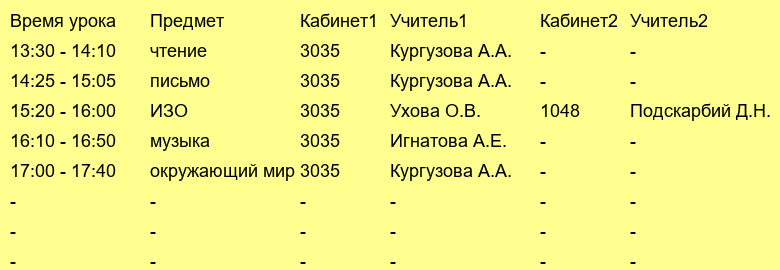 Время урока Предмет Кабинет1 Учитель1 Кабинет2 Учитель2
13:30 - 14:10 чтение 3035 Кургузова А.А. - -
14:25 - 15:05 письмо 3035 Кургузова А.А. - -
15:20 - 16:00 ИЗО 3035 Ухова О.В. 1048 Подскарбий Д.Н.
16:10 - 16:50 музыка 3035 Игнатова А.Е. - -
17:00 - 17:40 окружающий мир 3035 Кургузова А.А. - -
- - - - - -
- - - - - -
- - - - - -